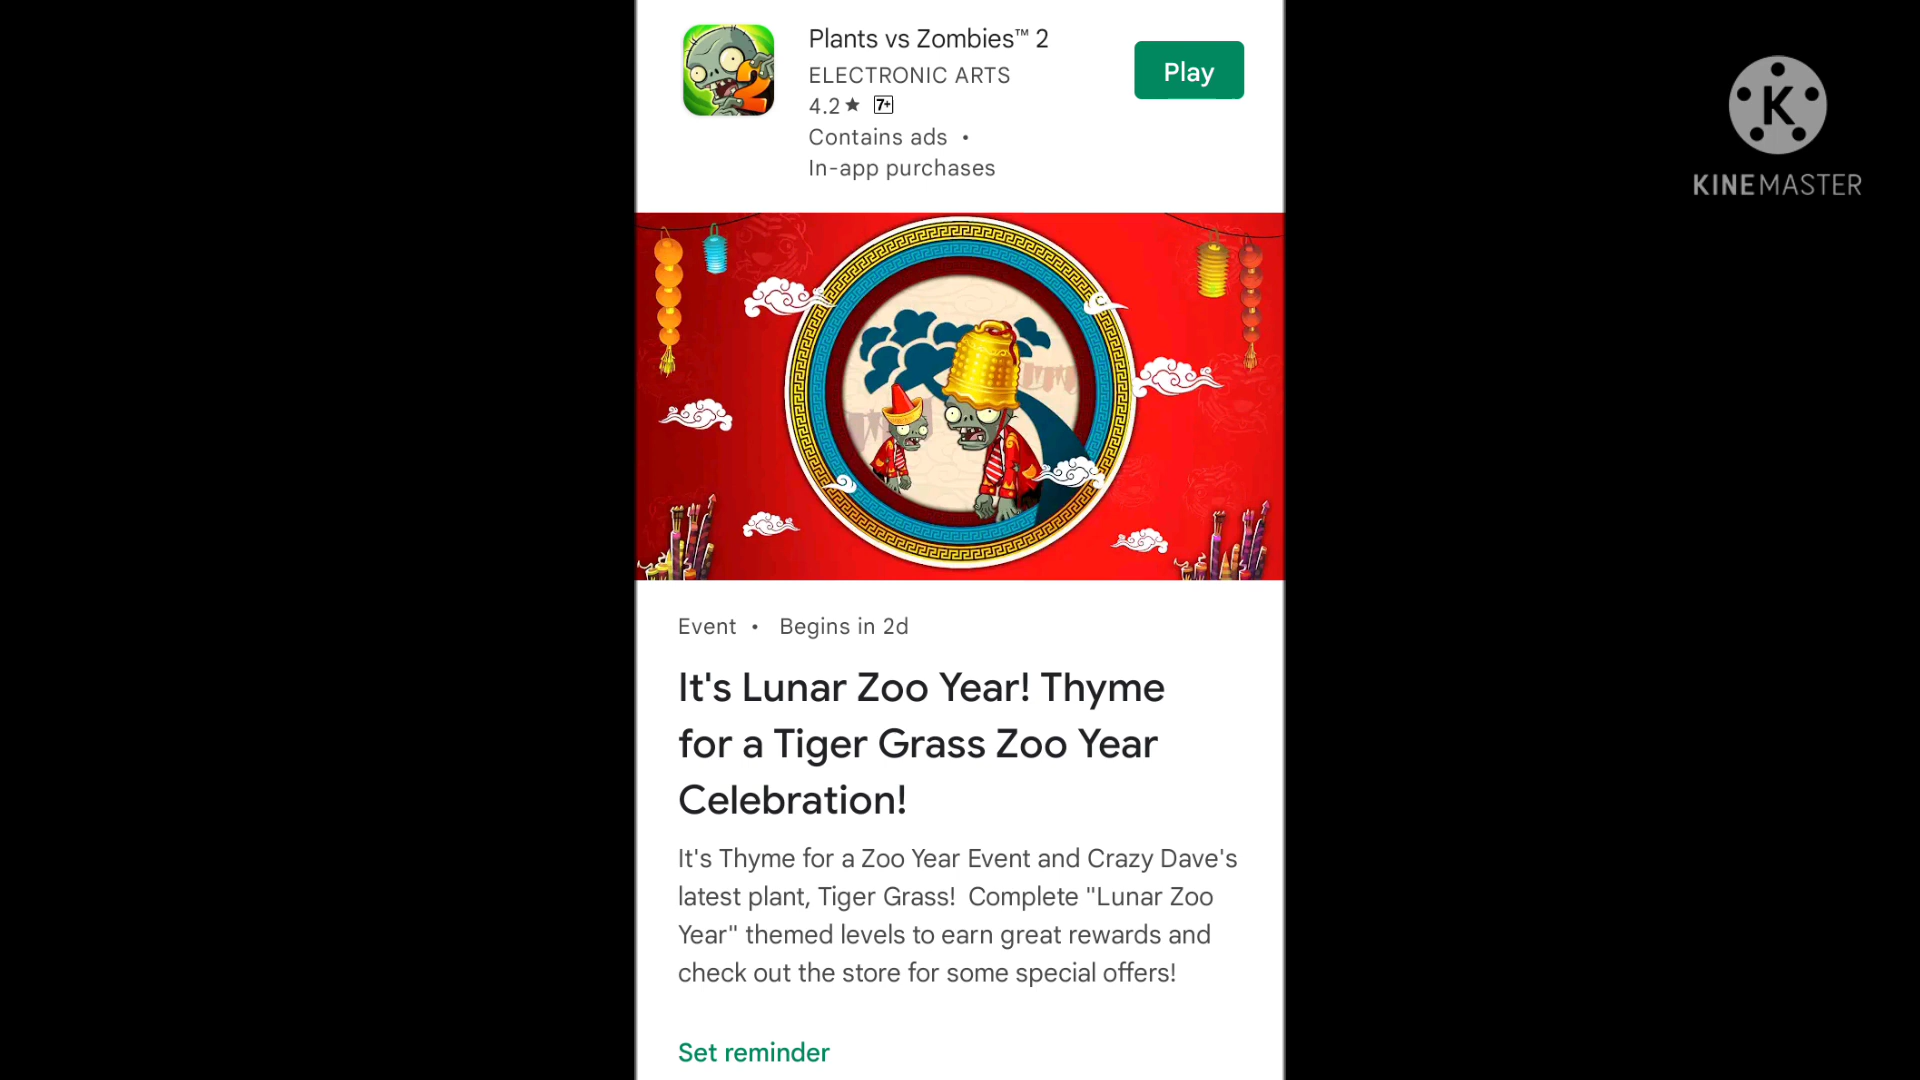 Plants vs Zombies™ 2
ELECTRONIC ARTS
4.2★ 7+
Contains ads •
In-app purchases
Play
K
KINEMASTER
Event • Begins in 2d
It's Lunar Zoo Year! Thyme
for a Tiger Grass Zoo Year
Celebration!
It's Thyme for a Zoo Year Event and Crazy Dave's
latest plant, Tiger Grass! Complete "Lunar Zoo
Year" themed levels to earn great rewards and
check out the store for some special offers!
Set reminder